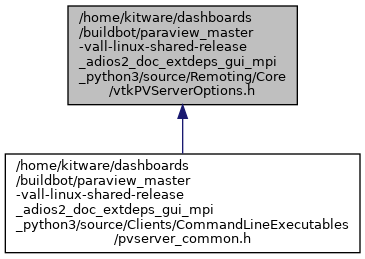 /home/kitware/dashboards
/buildbot/paraview_master
-vall-linux-shared-release
_adios2_doc_extdeps_gui_mpi
_python3/source/Remoting/Core
/vtkPVServerOptions.h
/home/kitware/dashboards
/buildbot/paraview_master
-vall-linux-shared-release
_adios2_doc_extdeps_gui_mpi
_python3/source/Clients/CommandLineExecutables
/pvserver_common.h